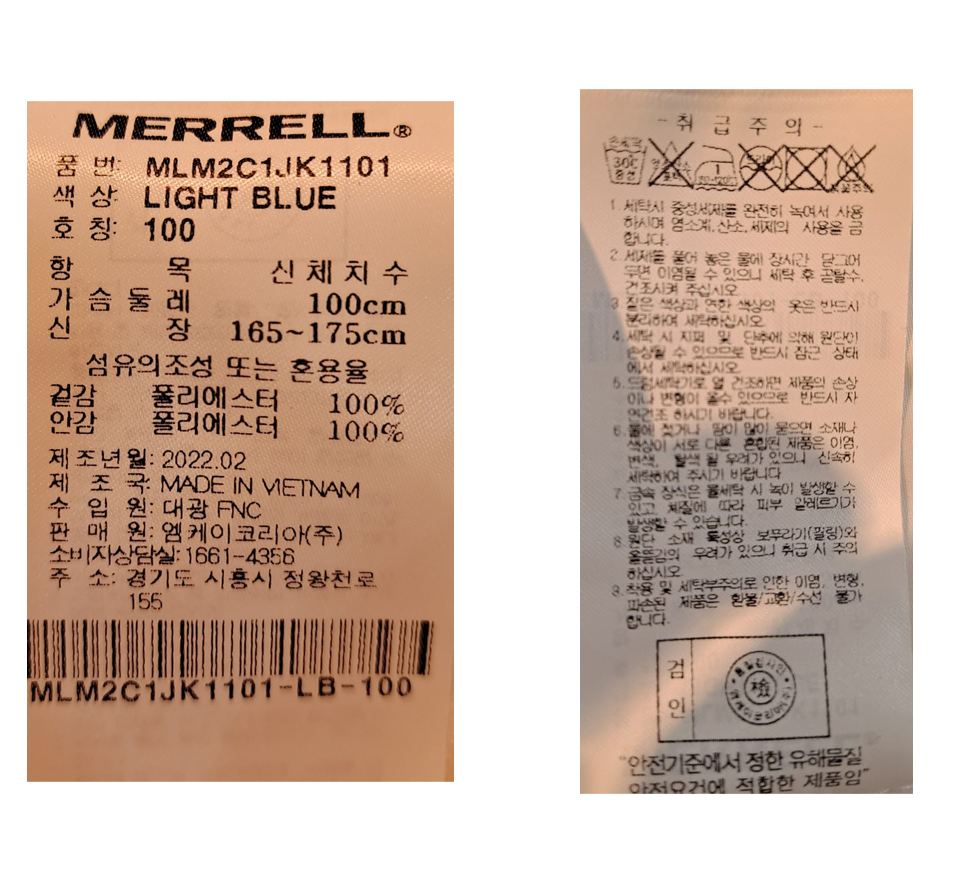 MERRELL®
품 번: MLM2C1JK1101
색 상: LIGHT BLUE
호 칭: 100
항 목 신체치수
가슴둘레 100cm
신 장 165~175cm
섬유의조성 또는 혼용율
겉감 폴리에스터 100%
안감 폴리에스터 100%
제조년월: 2022.02
제 조 국: MADE IN VIETNAM
수 입 원: 대광 FNC
판 매 원: 엠케이코리아(주)
소비자상담실: 1661-4356
주 소: 경기도 시흥시 정왕천로
155
MLM2C1JK1101-LB-100
-취급주의-
손세탁
30℃
중성
드라이
1. 세탁시 중성세제를 완전히 녹여서 사용
하시며 염소계,산소,세제의 사용을 금
합니다.
2. 세제를 풀어 놓은 물에 장시간 담그어
두면 이염될 수 있으니 세탁 후 곧탈수,
건조시켜 주십시오
3. 짙은 색상과 연한 색상의 옷은 반드시
분리하여 세탁하십시오
4. 세탁 시 지퍼 및 단추에 의해 원단이
손상될 수 있으므로 반드시 잠근 상태
에서 세탁하십시오.
5. 드럼세탁기로 열 건조하면 제품의 손상
이나 변형이 올수 있으므로 반드시 자
연건조 하시기 바랍니다.
6. 물에 젖거나 땀이 많이 묻으면 소재나
색상이 서로 다른 혼합된 제품은 이염,
변색, 탈색 될 우려가 있으니 신속히
세탁하여 주시기 바랍니다
7. 금속 장식은 물세탁 시 녹이 발생할 수
있고 체질에 따라 피부 알레르기가
발생할 수 있습니다.
8. 원단 소재 특성상 보푸라기(필링)와
올뜯김의 우려가 있으니 취급 시 주의
하십시오
9. 착용 및 세탁부주의로 인한 이염, 변형,
파손된 제품은 환불/교환/수선 불가
합니다.
검
인
檢
"안전기준에서 정한 유해물질
안전요건에 적합한 제품임"